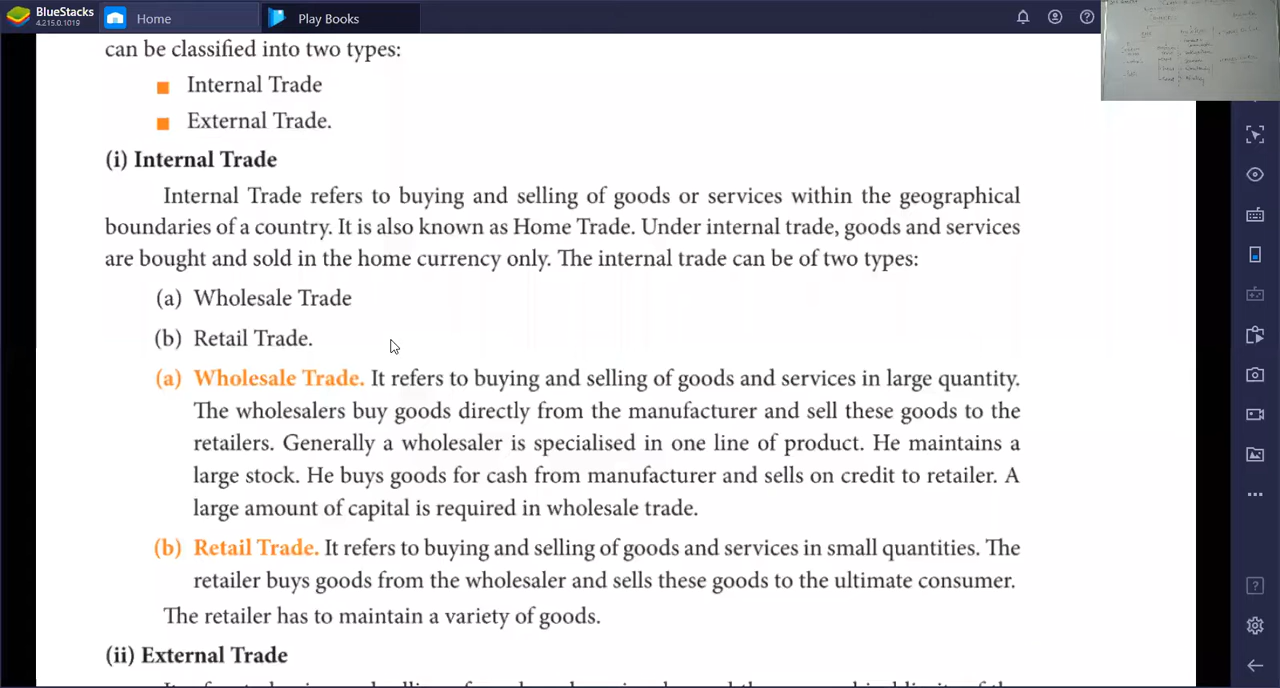 BlueStacks
4.215.0.1019
Home
Play Books
can be classified into two types:
Internal Trade
External Trade.
(i) Internal Trade
Internal Trade refers to buying and selling of goods or services within the geographical
boundaries of a country. It is also known as Home Trade. Under internal trade, goods and services
are bought and sold in the home currency only. The internal trade can be of two types:
(a) Wholesale Trade
(b) Retail Trade.
(a) Wholesale Trade. It refers to buying and selling of goods and services in large quantity.
The wholesalers buy goods directly from the manufacturer and sell these goods to the
retailers. Generally a wholesaler is specialised in one line of product. He maintains a
large stock. He buys goods for cash from manufacturer and sells on credit to retailer. A
large amount of capital is required in wholesale trade.
(b) Retail Trade. It refers to buying and selling of goods and services in small quantities. The
retailer buys goods from the wholesaler and sells these goods to the ultimate consumer.
The retailer has to maintain a variety of goods.
(ii) External Trade